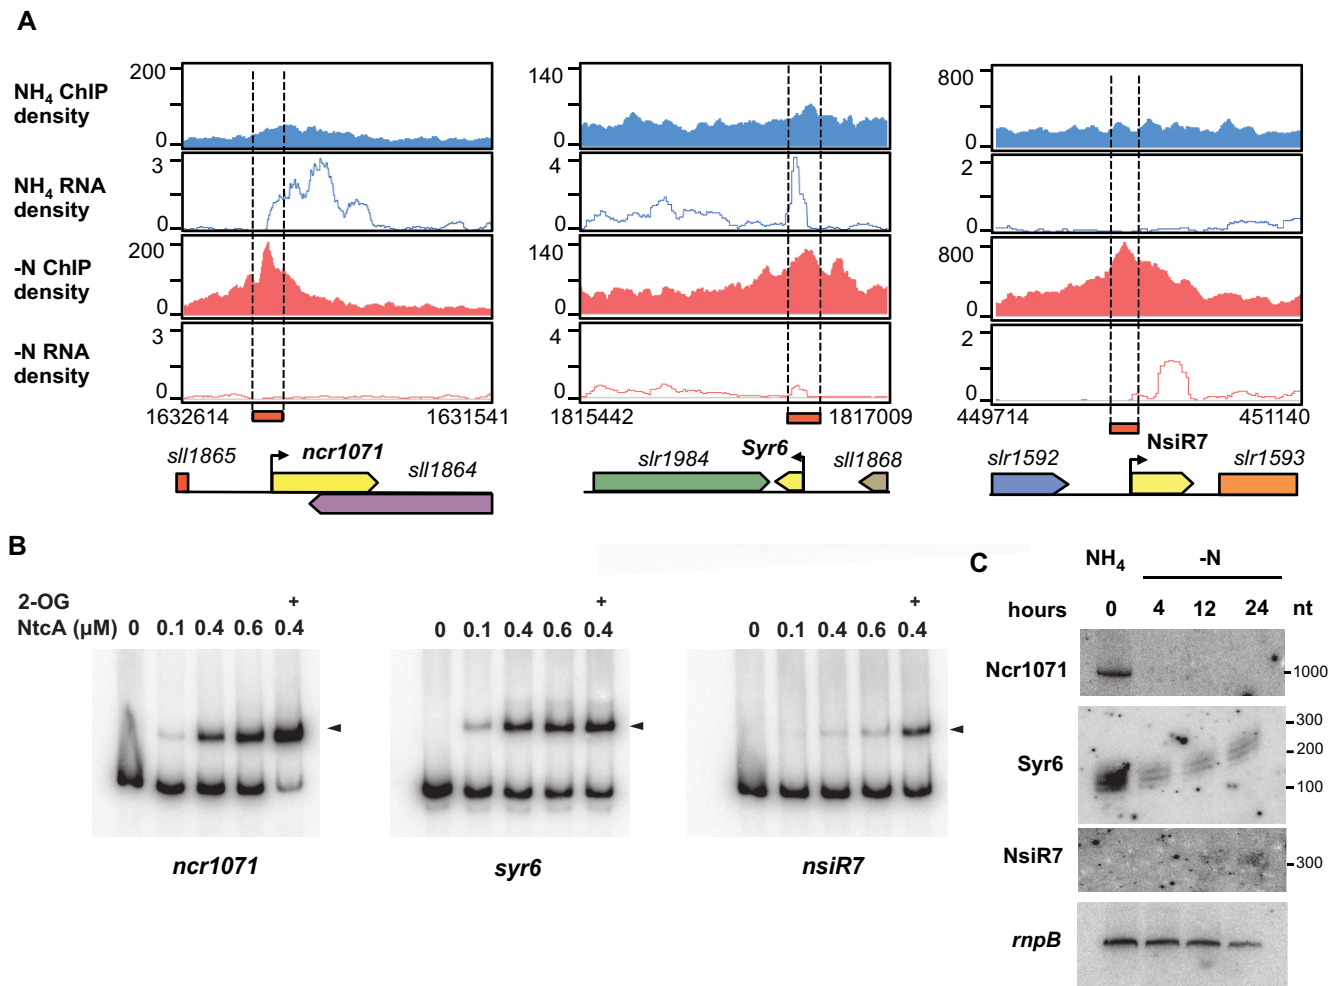 A
NH4 ChIP
density
200
0
140
0
800
0
NH4 RNA
density
3
0
4
0
2
0
-N ChIP
density
200
0
140
0
800
0
-N RNA
density
3
0
4
0
2
0
1632614 1631541
1815442 1817009
449714 451140
sll1865 ncr1071 sll1864
slr1984 Syr6 sll1868
slr1592 NsiR7 slr1593
B
2-OG + + +
NtcA (µM) 0 0.1 0.4 0.6 0.4 0 0.1 0.4 0.6 0.4 0 0.1 0.4 0.6 0.4
ncr1071 syr6 nsiR7
C
NH4 -N
hours 0 4 12 24 nt
Ncr1071 1000
Syr6
300
200
100
NsiR7 300
rnpB